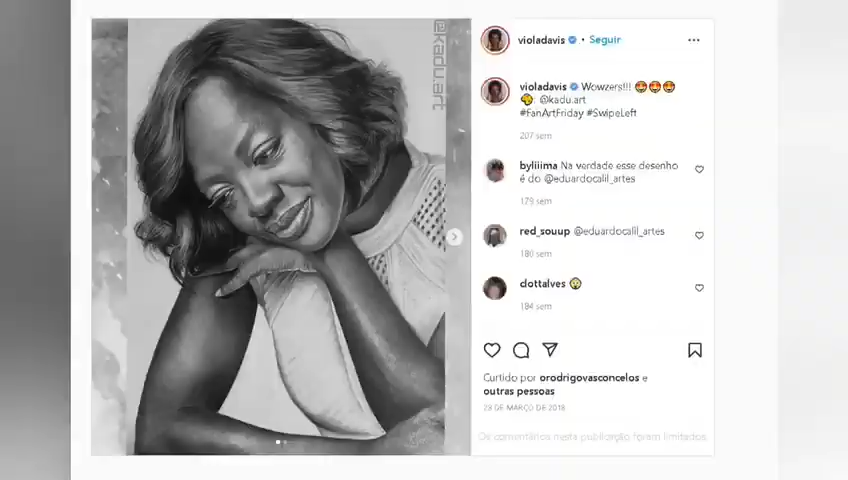 @kadu.art
violadavis • Seguir
violadavis Wowzers!!! 🤩🤩🤩
: @kadu.art
#FanArtFriday #SwipeLeft
207 sem
byliiima Na verdade esse desenho
é do @eduardocalil_artes
179 sem
red_souup @eduardocalil_artes
180 sem
clottalves 😲
184 sem
Curtido por orodrigovasconcelos e
outras pessoas
23 DE MARÇO DE 2018
Os comentários nesta publicação foram limitados.